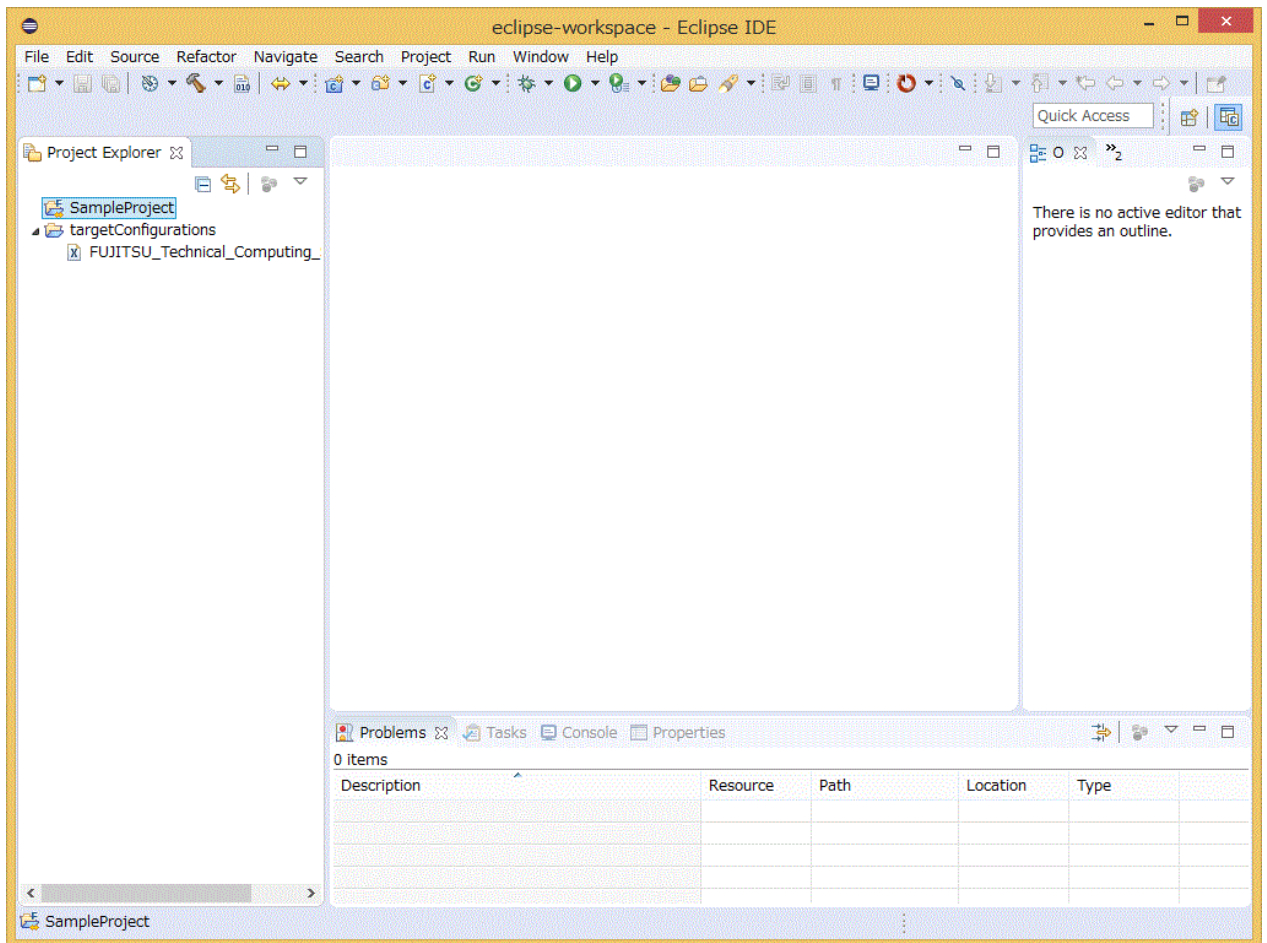 eclipse-workspace - Eclipse IDE
File Edit Source Refactor Navigate Search Project Run Window Help
Quick Access
Project Explorer
O
»2
SampleProject
targetConfigurations
FUJITSU_Technical_Computing_
There is no active editor that
provides an outline.
Problems Tasks Console Properties
0 items
Description Resource Path Location Type
SampleProject